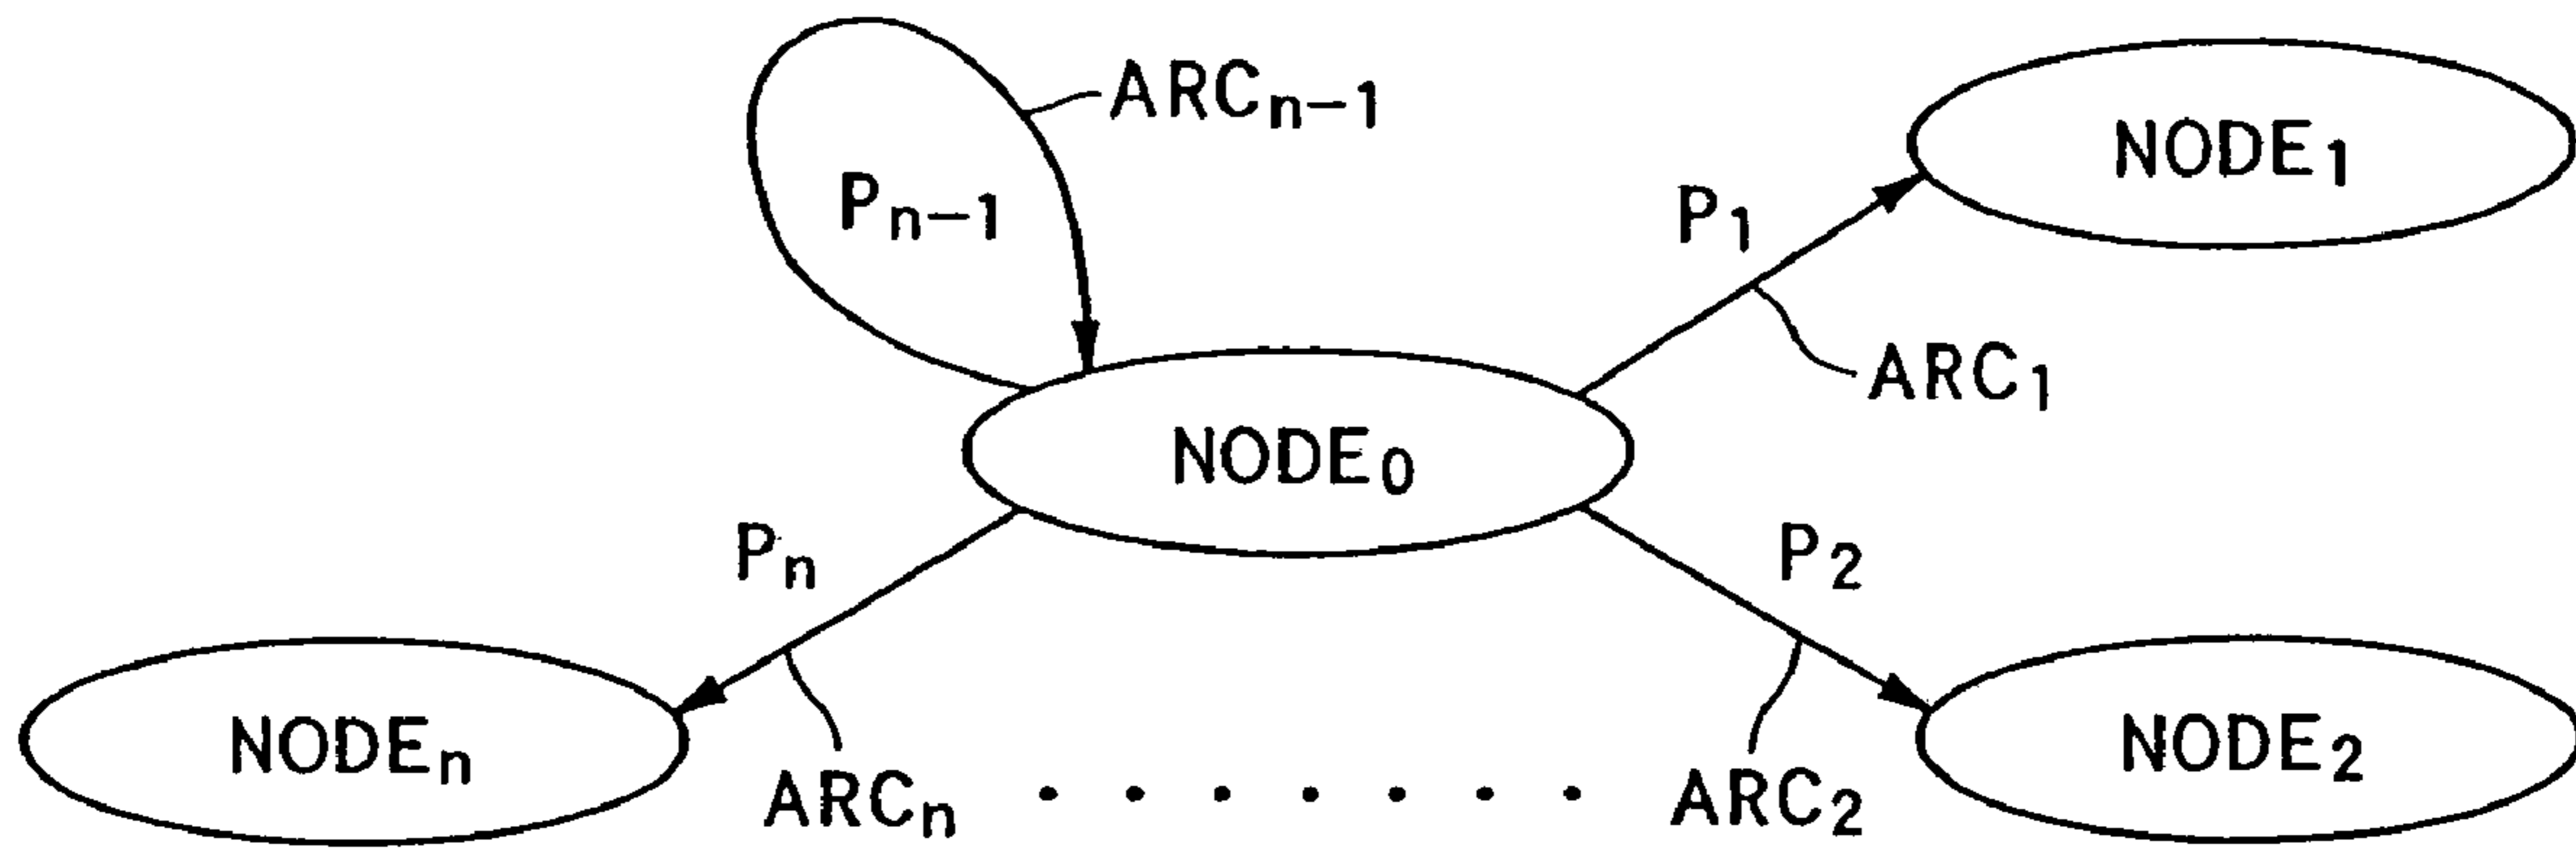 ARCn-1
NODE1
Pn-1
P1
ARC1
NODE0
Pn
P2
NODEn
NODE2
ARCn . . . . . . . ARC2